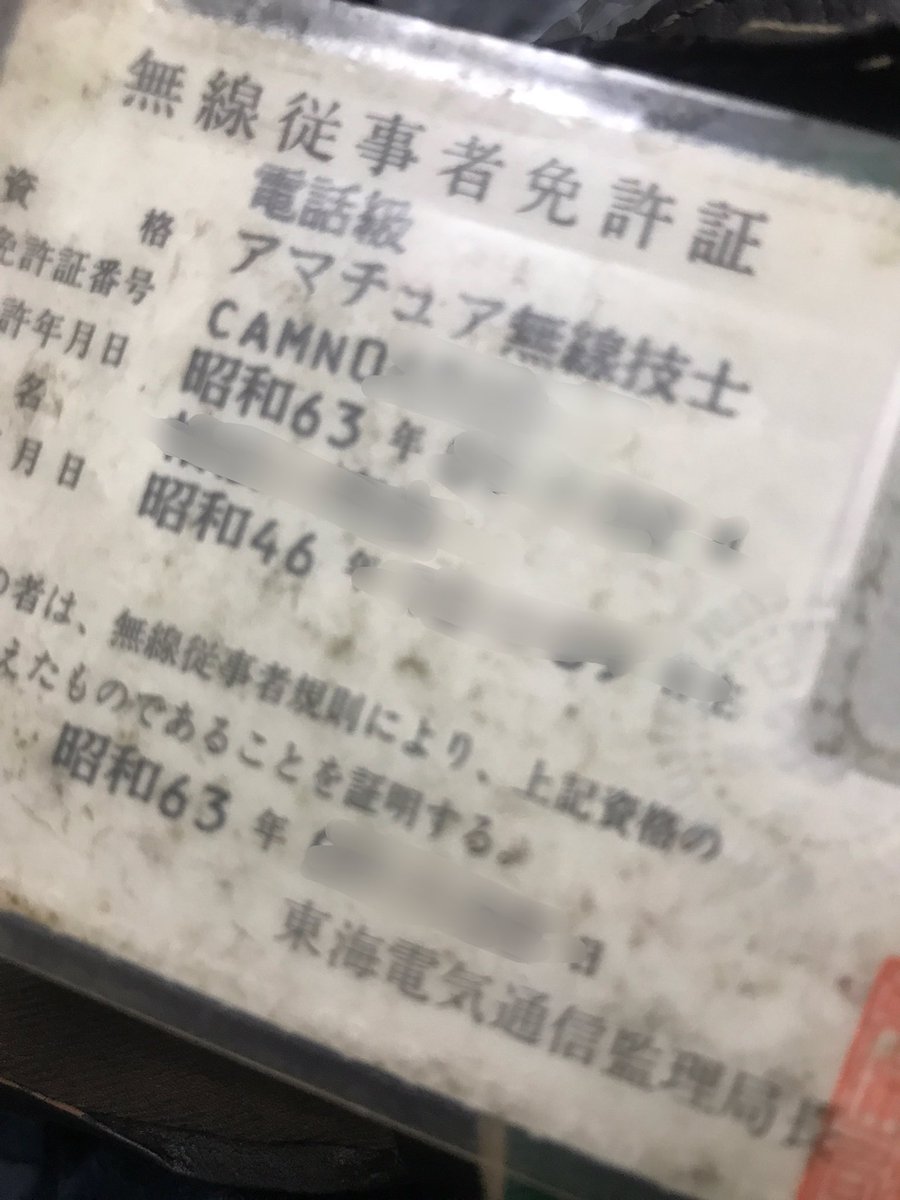 無線従事者免許証
資格 電話級
アマチュア無線技士
免許証番号 CAMN0
許年月日 昭和63年
名
月日 昭和46年
の者は、無線従事者規則により、上記資格の
えたものであることを証明する。
昭和63年 日
東海電気通信監理局長